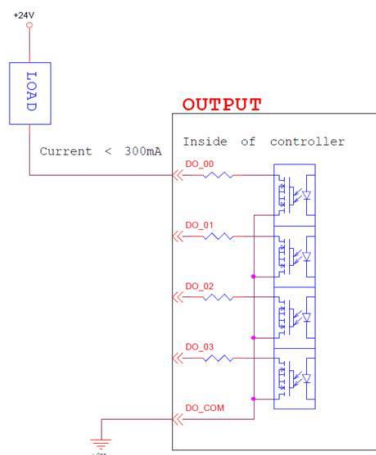 +24V
LOAD
OUTPUT
Inside of controller
Current < 300mA
DO_00
DO_01
DO_02
DO_03
DO_COM